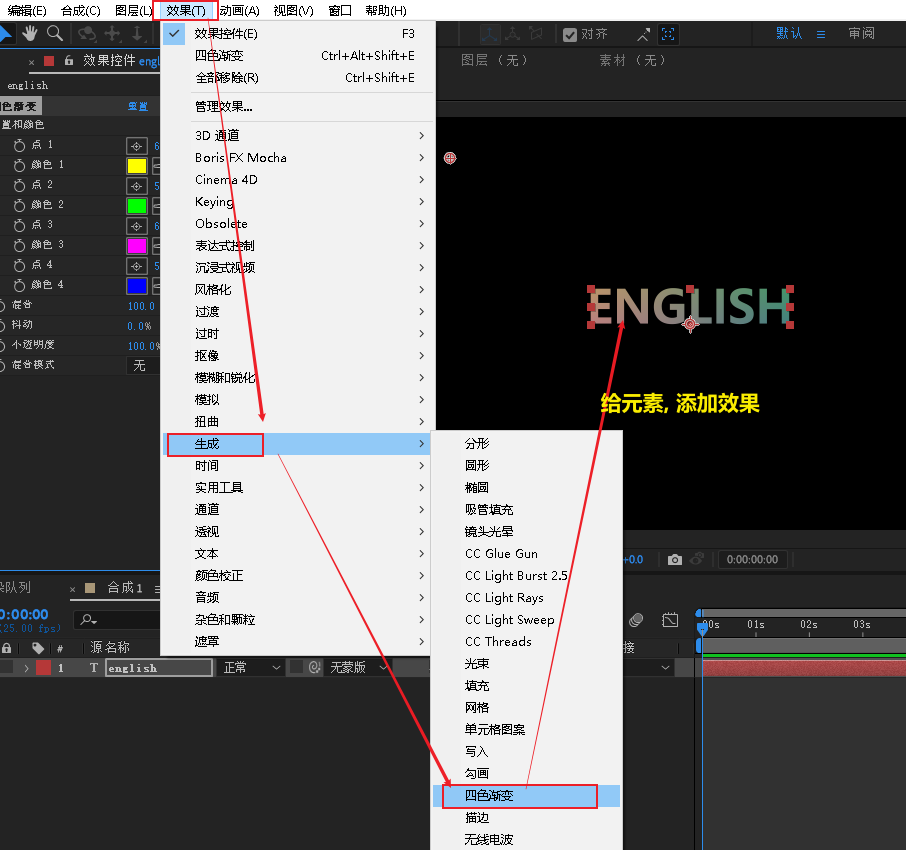 编辑(E) 合成(C) 图层(L) 效果(T) 动画(A) 视图(V) 窗口 帮助(H)
效果控件(E) F3
四色渐变 Ctrl+Alt+Shift+E
全部移除(R) Ctrl+Shift+E
管理效果...
3D 通道
Boris FX Mocha
Cinema 4D
Keying
Obsolete
表达式控制
沉浸式视频
风格化
过渡
过时
抠像
模糊和锐化
模拟
扭曲
生成
时间
实用工具
通道
透视
文本
颜色校正
音频
杂色和颗粒
遮罩
分形
圆形
椭圆
吸管填充
镜头光晕
CC Glue Gun
CC Light Burst 2.5
CC Light Rays
CC Light Sweep
CC Threads
光束
填充
网格
单元格图案
写入
勾画
四色渐变
描边
无线电波
对齐 默认 审阅
图层 (无) 素材 (无)
效果控件 engl
english
色渐变 重置
置和颜色
点 1
颜色 1
点 2
颜色 2
点 3
颜色 3
点 4
颜色 4
混合 100.0
抖动 0.0%
不透明度 100.0%
混合模式 无
ENGLISH
给元素, 添加效果
+0.0 0:00:00:00
队列 合成 1
0:00:00
(25.00 fps)
# 源名称 接
1 T english 正常 无蒙版
00s 01s 02s 03s